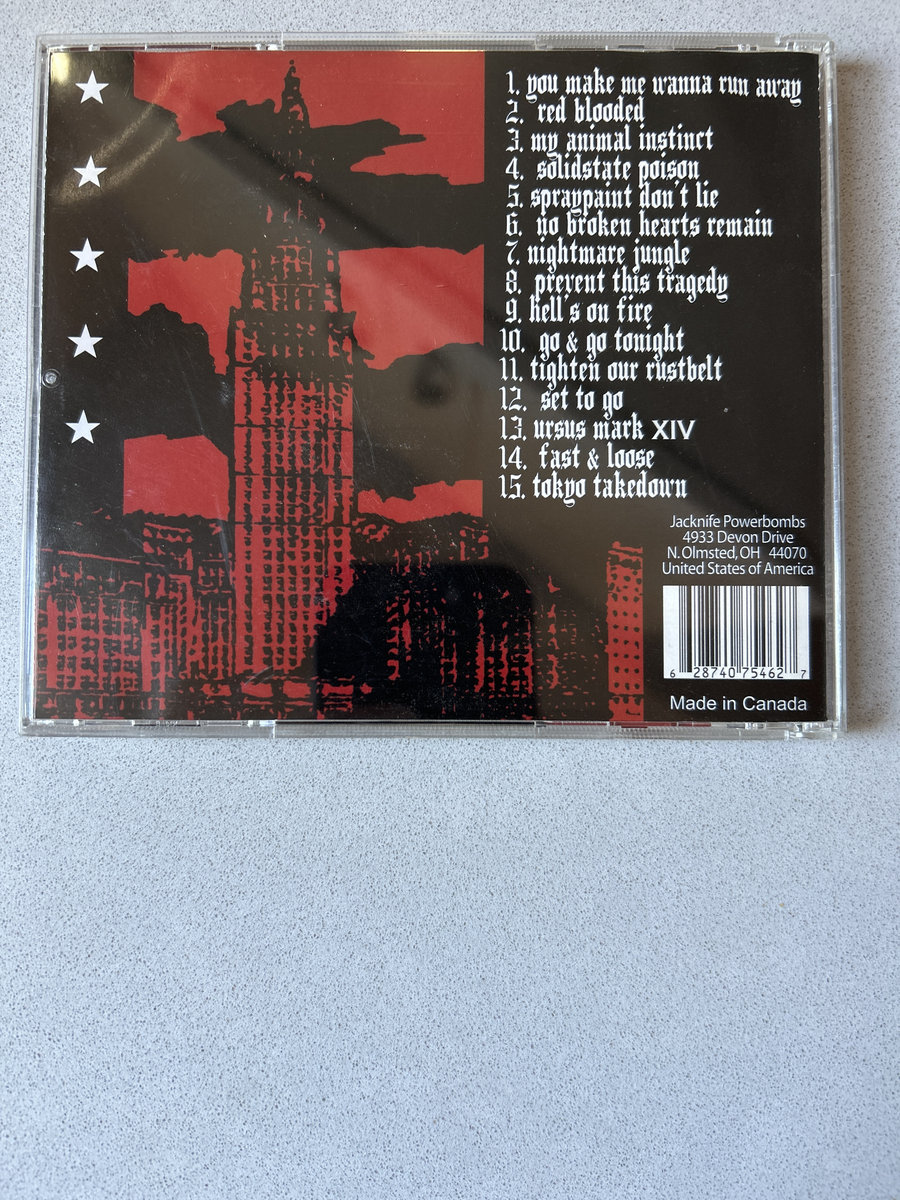 1. you make me wanna run away
2. red blooded
3. my animal instinct
4. solidstate poison
5. spraypaint don't lie
6. no broken hearts remain
7. nightmare jungle
8. prevent this tragedy
9. hell's on fire
10. go & go tonight
11. tighten our rustbelt
12. set to go
13. ursus mark XIV
14. fast & loose
15. tokyo takedown
Jacknife Powerbombs
4933 Devon Drive
N. Olmsted, OH 44070
United States of America
6 28740 75462 7
Made in Canada